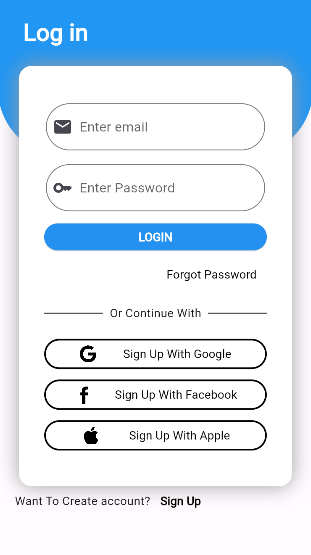 Log in
Enter email
Enter Password
LOGIN
Forgot Password
Or Continue With
Sign Up With Google
Sign Up With Facebook
Sign Up With Apple
Want To Create account? Sign Up